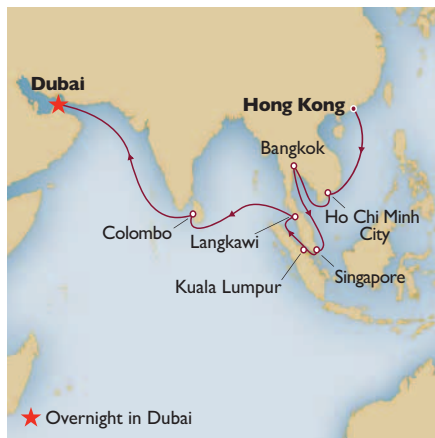 Dubai
Hong Kong
Bangkok
Ho Chi Minh
City
Colombo
Langkawi
Singapore
Kuala Lumpur
Overnight in Dubai